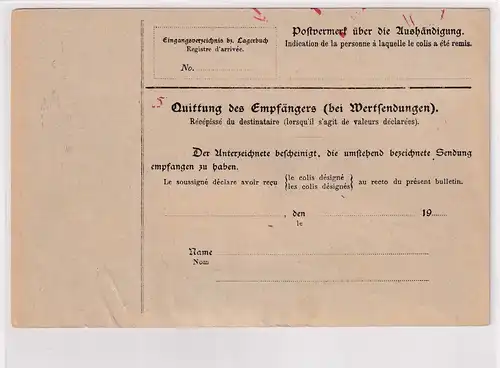 Eingangsverzeichnis bz. Lagerbuch
Registre d'arrivée.
No.
Postvermerk über die Aushändigung.
Indication de la personne à laquelle le colis a été remis.
Quittung des Empfängers (bei Wertsendungen).
Récépissé du destinataire (lorsqu'il s'agit de valeurs déclarées).
Der Unterzeichnete bescheinigt, die umstehend bezeichnete Sendung
empfangen zu haben.
Le soussigné déclare avoir reçu {le colis désigné / les colis désignés} au recto du présent bulletin.
, den 19
le
Name
Nom